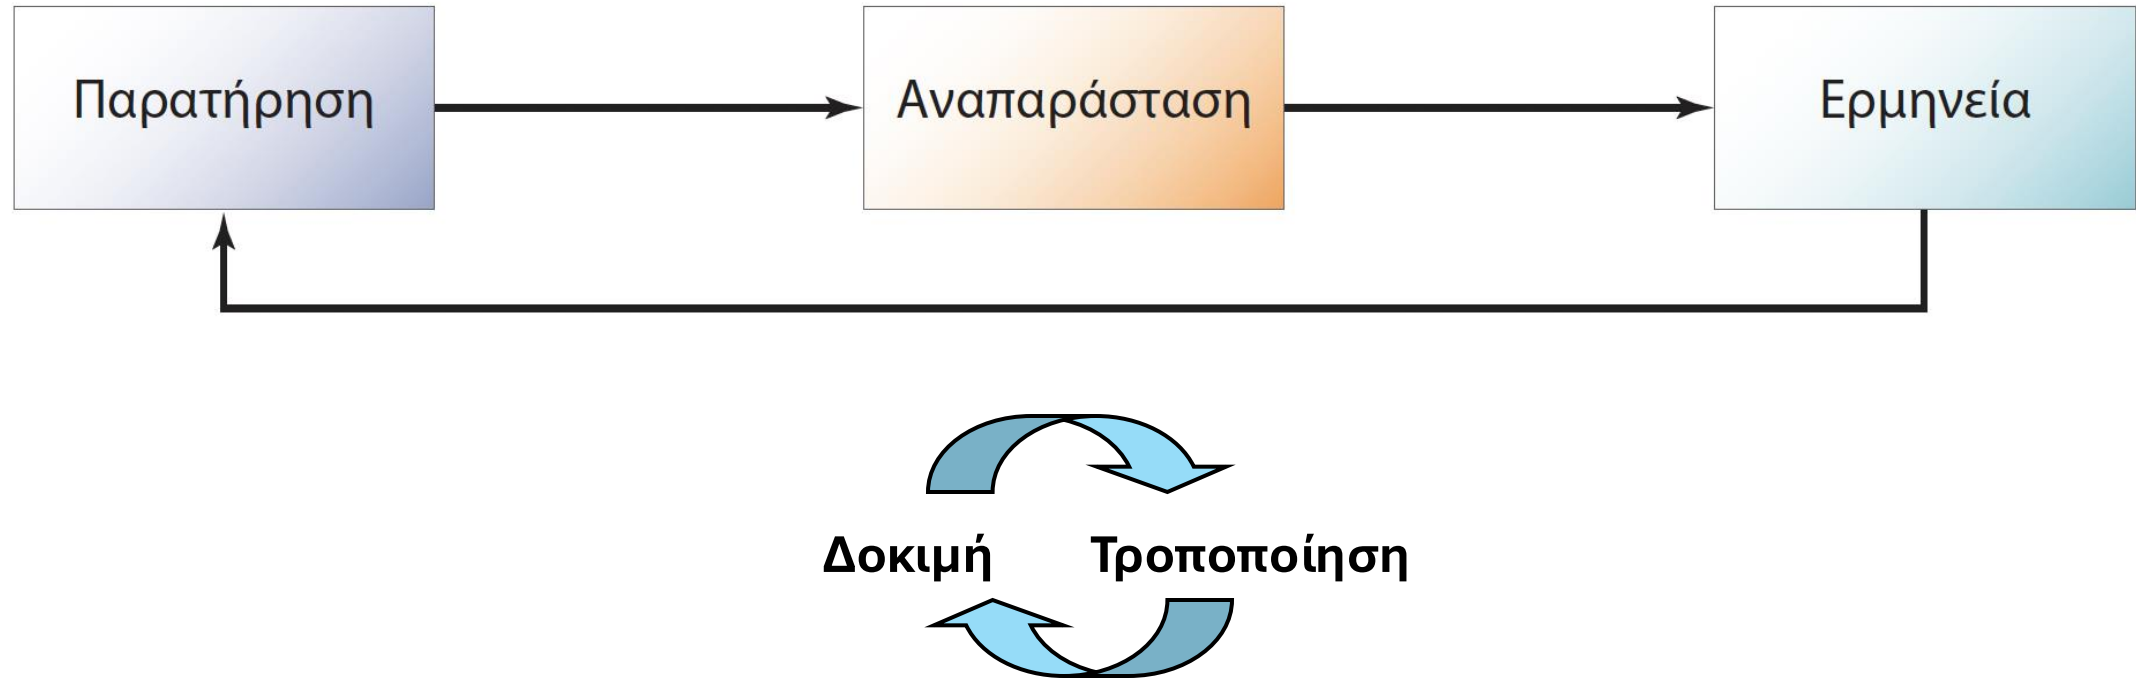 Παρατήρηση Αναπαράσταση Ερμηνεία
Δοκιμή Τροποποίηση